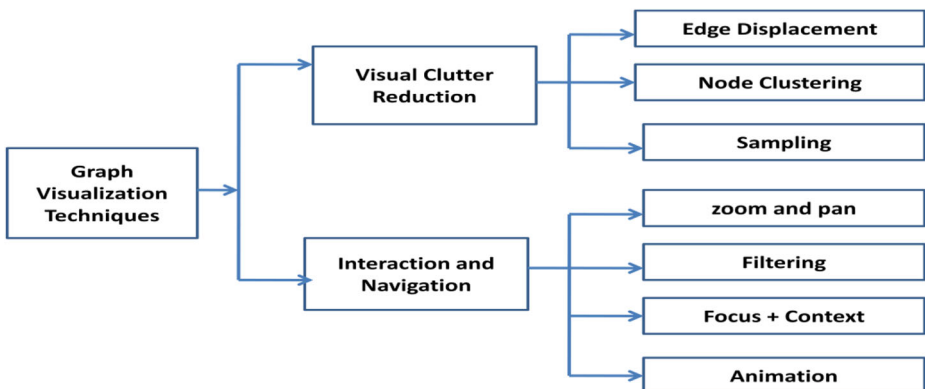 Graph
Visualization
Techniques
Visual Clutter
Reduction
Edge Displacement
Node Clustering
Sampling
Interaction and
Navigation
zoom and pan
Filtering
Focus + Context
Animation